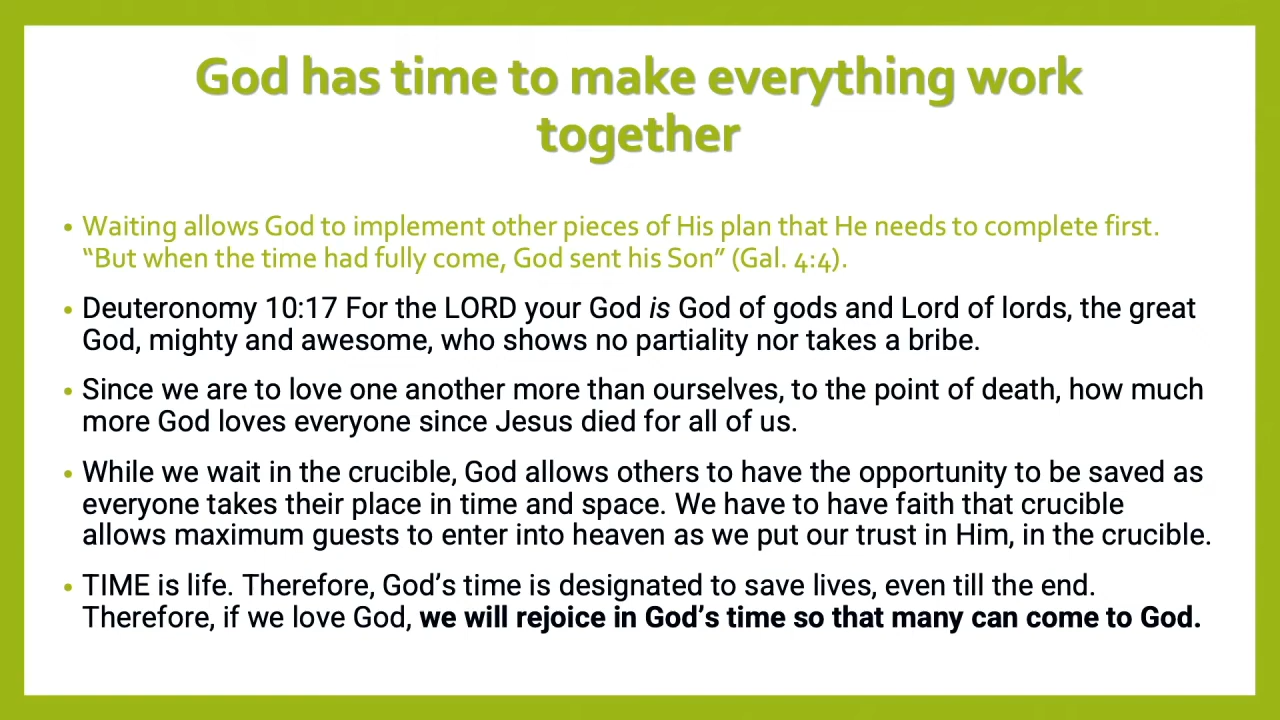 God has time to make everything work
together
• Waiting allows God to implement other pieces of His plan that He needs to complete first.
“But when the time had fully come, God sent his Son” (Gal. 4:4).
• Deuteronomy 10:17 For the LORD your God is God of gods and Lord of lords, the great
God, mighty and awesome, who shows no partiality nor takes a bribe.
• Since we are to love one another more than ourselves, to the point of death, how much
more God loves everyone since Jesus died for all of us.
• While we wait in the crucible, God allows others to have the opportunity to be saved as
everyone takes their place in time and space. We have to have faith that crucible
allows maximum guests to enter into heaven as we put our trust in Him, in the crucible.
• TIME is life. Therefore, God’s time is designated to save lives, even till the end.
Therefore, if we love God, we will rejoice in God’s time so that many can come to God.